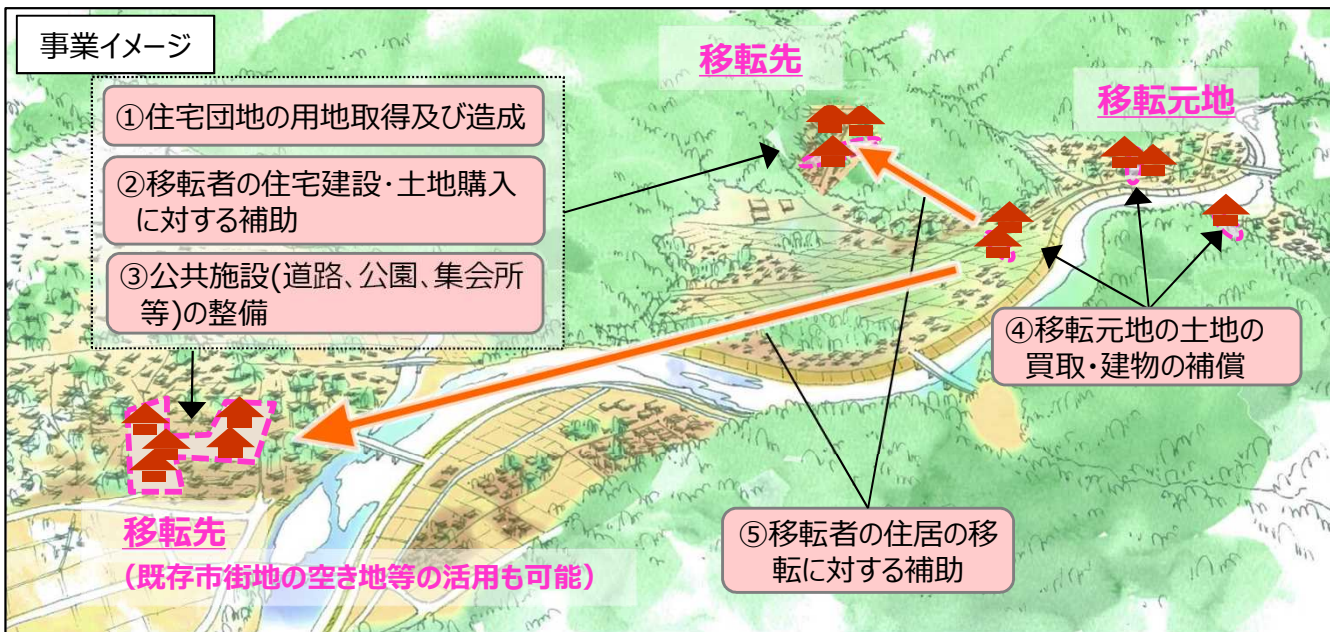 事業イメージ
移転先
移転元地
①住宅団地の用地取得及び造成
②移転者の住宅建設・土地購入
に対する補助
③公共施設(道路、公園、集会所
等)の整備
④移転元地の土地の
買取・建物の補償
⑤移転者の住居の移
転に対する補助
移転先
（既存市街地の空き地等の活用も可能）